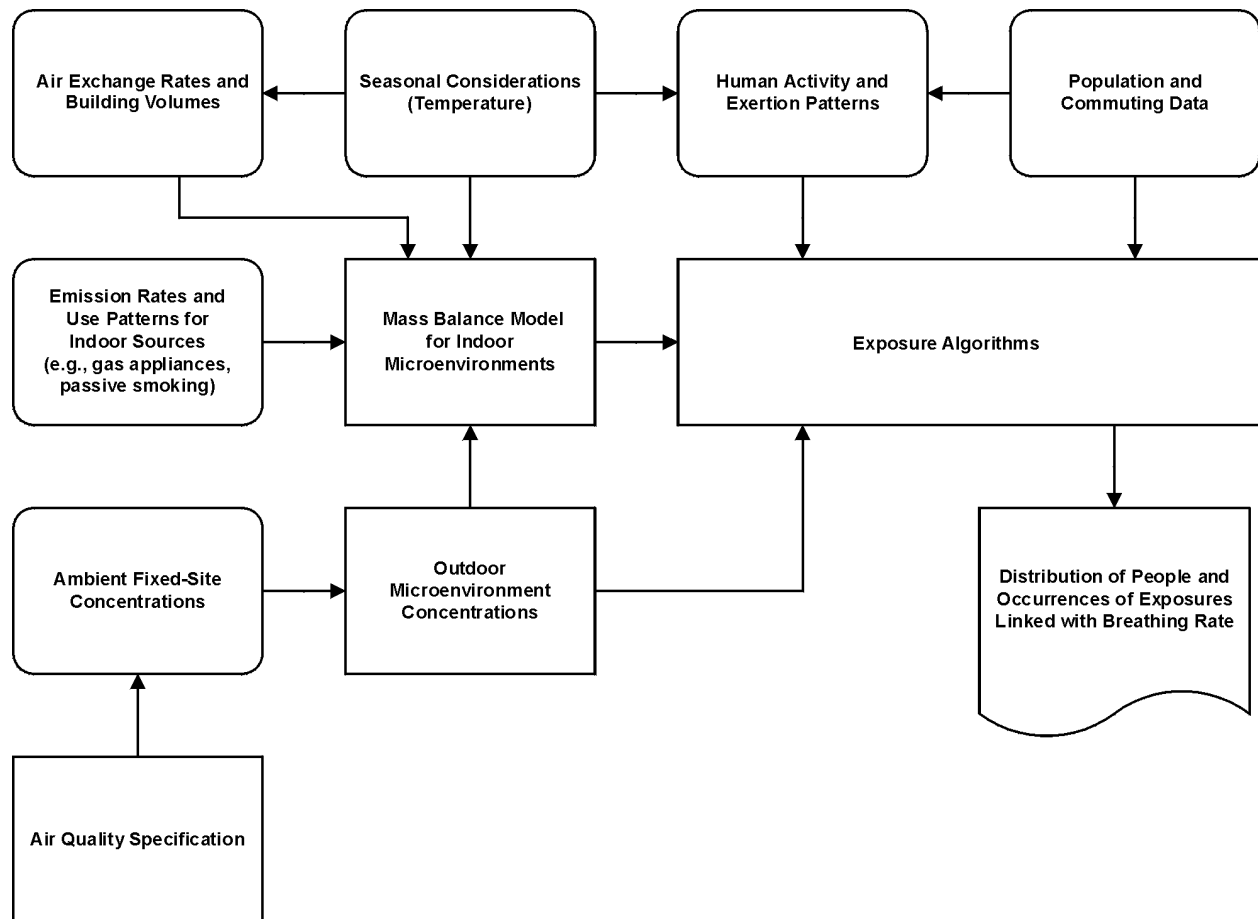 Air Exchange Rates and
Building Volumes
Seasonal Considerations
(Temperature)
Human Activity and
Exertion Patterns
Population and
Commuting Data
Emission Rates and
Use Patterns for
Indoor Sources
(e.g., gas appliances,
passive smoking)
Mass Balance Model
for Indoor
Microenvironments
Exposure Algorithms
Ambient Fixed-Site
Concentrations
Outdoor
Microenvironment
Concentrations
Distribution of People and
Occurrences of Exposures
Linked with Breathing Rate
Air Quality Specification